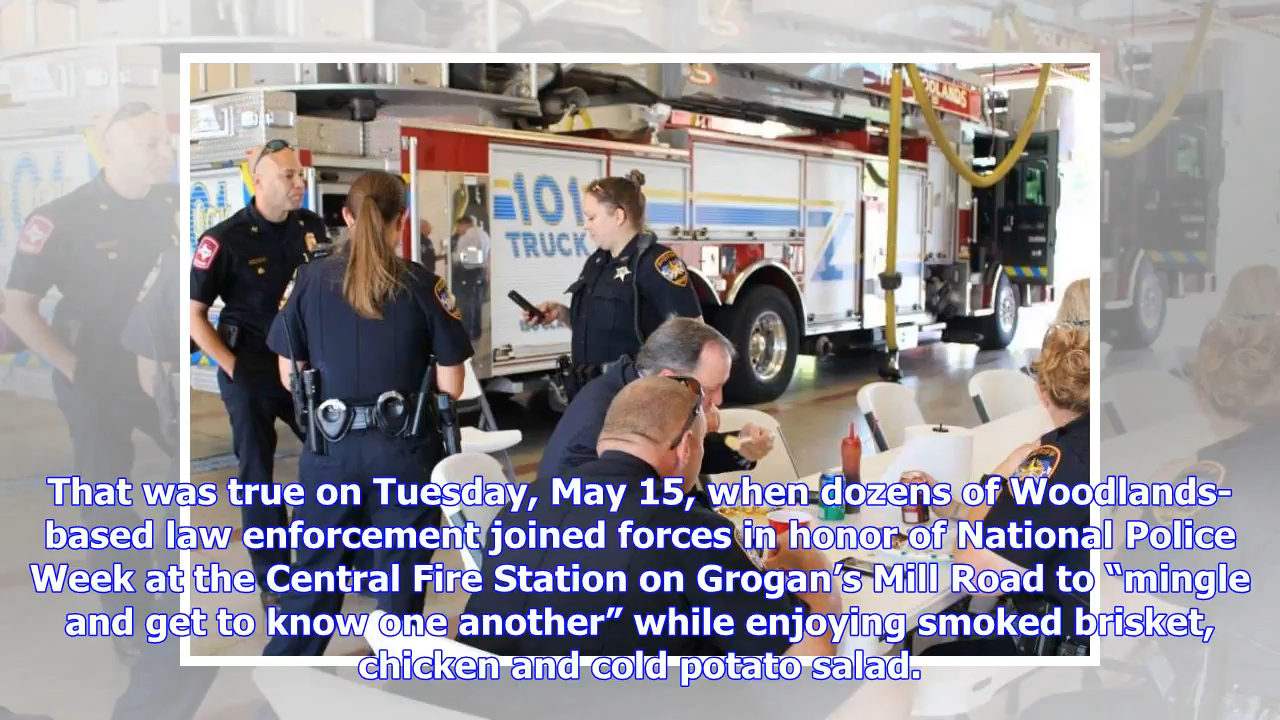 WOODLANDS
101
TRUCK
That was true on Tuesday, May 15, when dozens of Woodlands-
based law enforcement joined forces in honor of National Police
Week at the Central Fire Station on Grogan’s Mill Road to “mingle
and get to know one another” while enjoying smoked brisket,
chicken and cold potato salad.